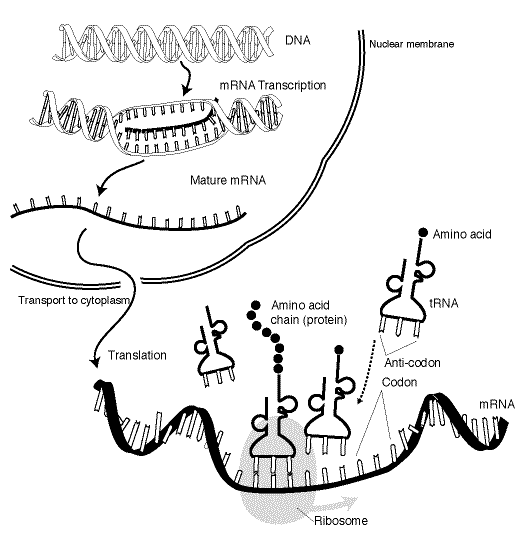 DNA
Nuclear membrane
mRNA Transcription
Mature mRNA
Amino acid
Transport to cytoplasm
Amino acid
chain (protein)
tRNA
Translation
Anti-codon
Codon
mRNA
Ribosome